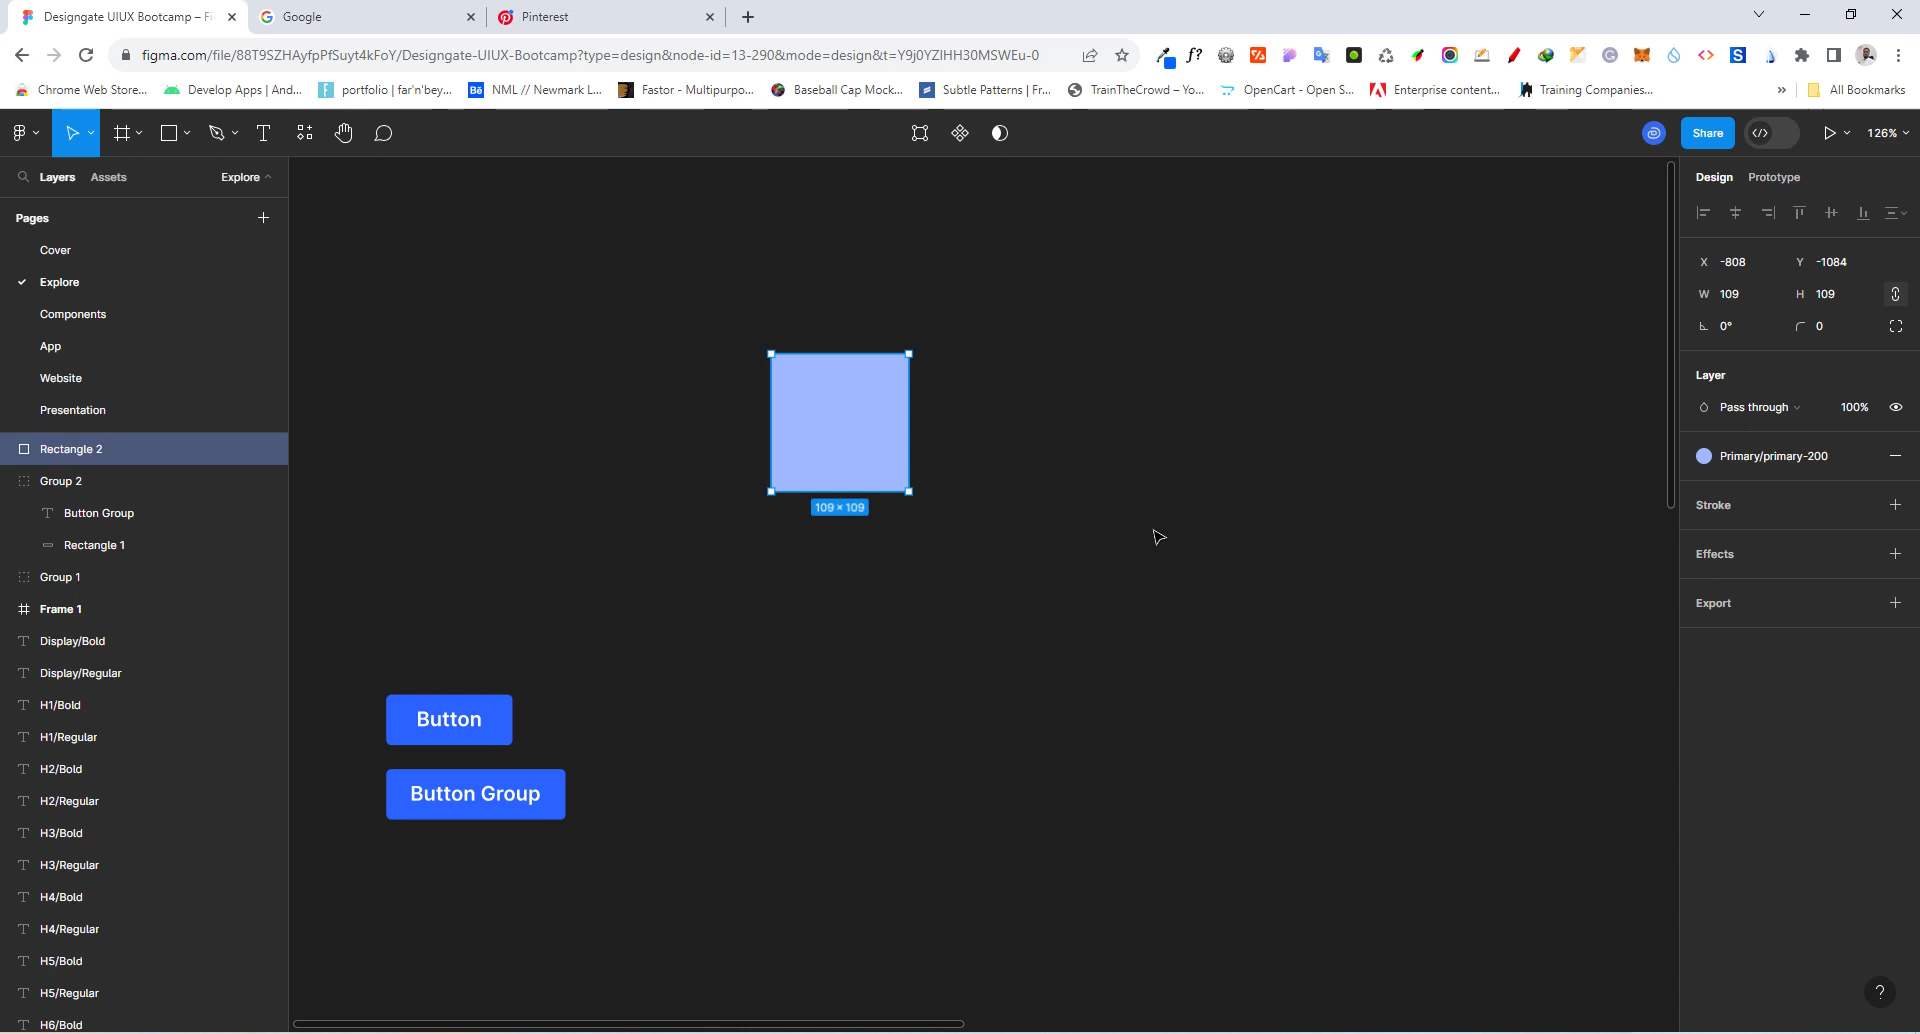 Designgate UIUX Bootcamp – Fi
Google
Pinterest
figma.com/file/88T9SZHAyfpPfSuyt4kFoY/Designgate-UIUX-Bootcamp?type=design&node-id=13-290&mode=design&t=Y9j0YZIHH30MSWEu-0
Chrome Web Store...
Develop Apps | And...
portfolio | far'n'bey...
NML // Newmark L...
Fastor - Multipurpo...
Baseball Cap Mock...
Subtle Patterns | Fr...
TrainTheCrowd – Yo...
OpenCart - Open S...
Enterprise content...
Training Companies...
»
All Bookmarks
Share
126%
Layers
Assets
Explore
Pages
Cover
Explore
Components
App
Website
Presentation
Rectangle 2
Group 2
Button Group
Rectangle 1
Group 1
Frame 1
Display/Bold
Display/Regular
H1/Bold
H1/Regular
H2/Bold
H2/Regular
H3/Bold
H3/Regular
H4/Bold
H4/Regular
H5/Bold
H5/Regular
H6/Bold
109 × 109
Button
Button Group
Design
Prototype
X -808
Y -1084
W 109
H 109
0°
0
Layer
Pass through
100%
Primary/primary-200
Stroke
Effects
Export
?